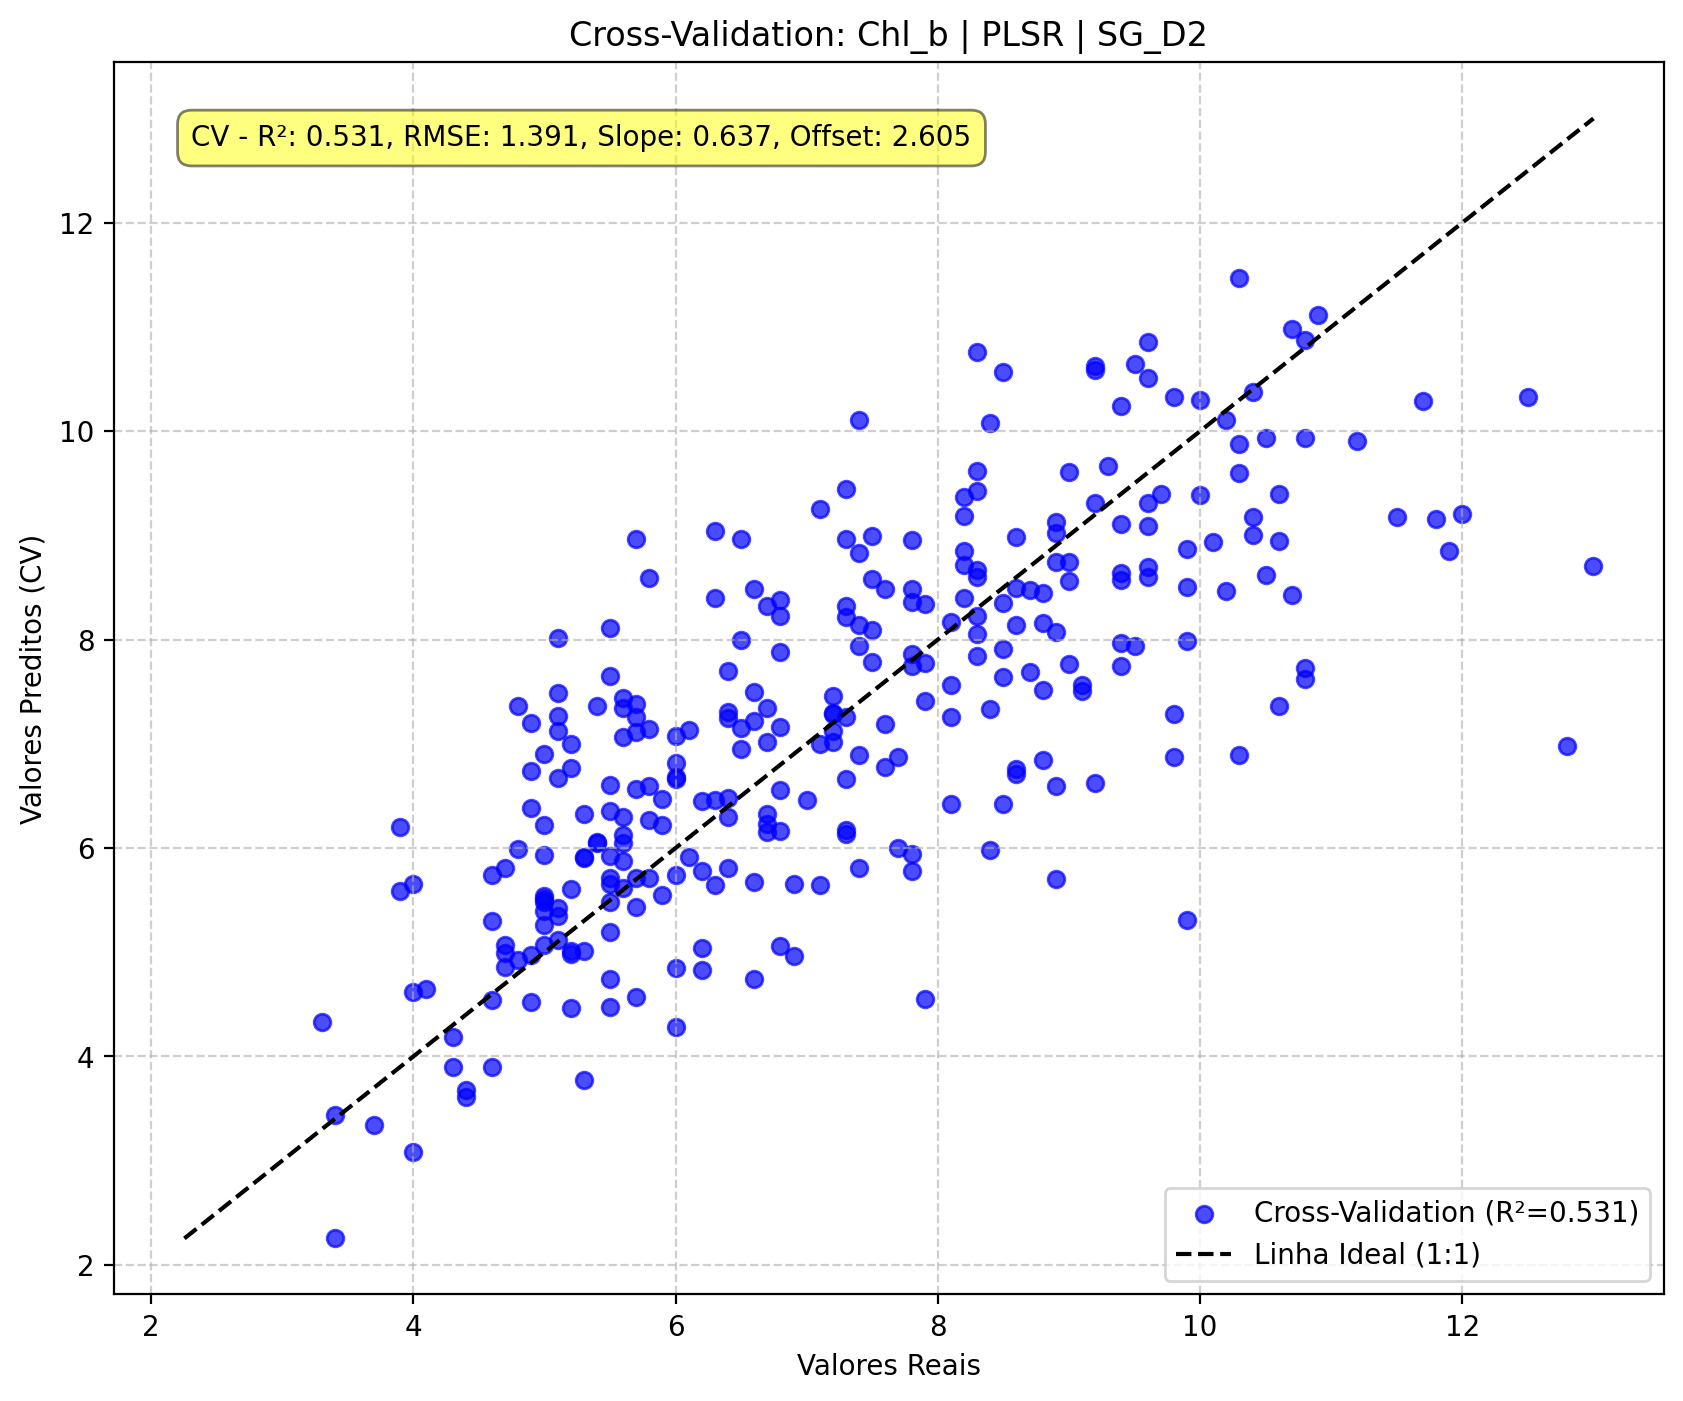 Cross-Validation: Chl_b | PLSR | SG_D2
CV - R²: 0.531, RMSE: 1.391, Slope: 0.637, Offset: 2.605
Valores Preditos (CV)
12
10
8
6
4
2
Cross-Validation (R²=0.531)
Linha Ideal (1:1)
2 4 6 8 10 12
Valores Reais